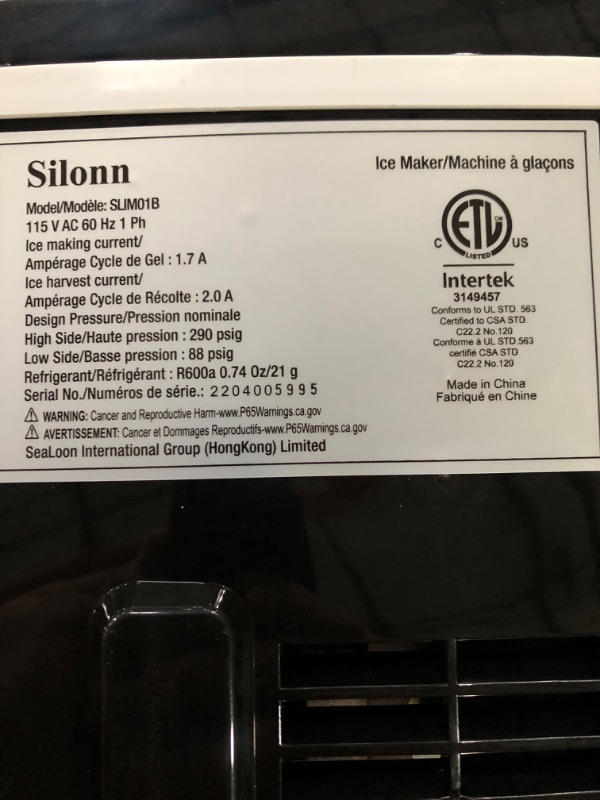 Silonn
Ice Maker/Machine à glaçons
Model/Modèle: SLIM01B
115 V AC 60 Hz 1 Ph
Ice making current/
Ampérage Cycle de Gel : 1.7 A
Ice harvest current/
Ampérage Cycle de Récolte : 2.0 A
Design Pressure/Pression nominale
High Side/Haute pression : 290 psig
Low Side/Basse pression : 88 psig
Refrigerant/Réfrigérant : R600a 0.74 Oz/21 g
Serial No./Numéros de série.: 2204005995
WARNING: Cancer and Reproductive Harm-www.P65Warnings.ca.gov
AVERTISSEMENT: Cancer et Dommages Reproductifs-www.P65Warnings.ca.gov
SeaLoon International Group (HongKong) Limited
ETL CM
C US
LISTED
Intertek
3149457
Conforms to UL STD. 563
Certified to CSA STD.
C22.2 No.120
Conforme à UL STD.563
certifié CSA STD
C22.2 No.120
Made in China
Fabriqué en Chine